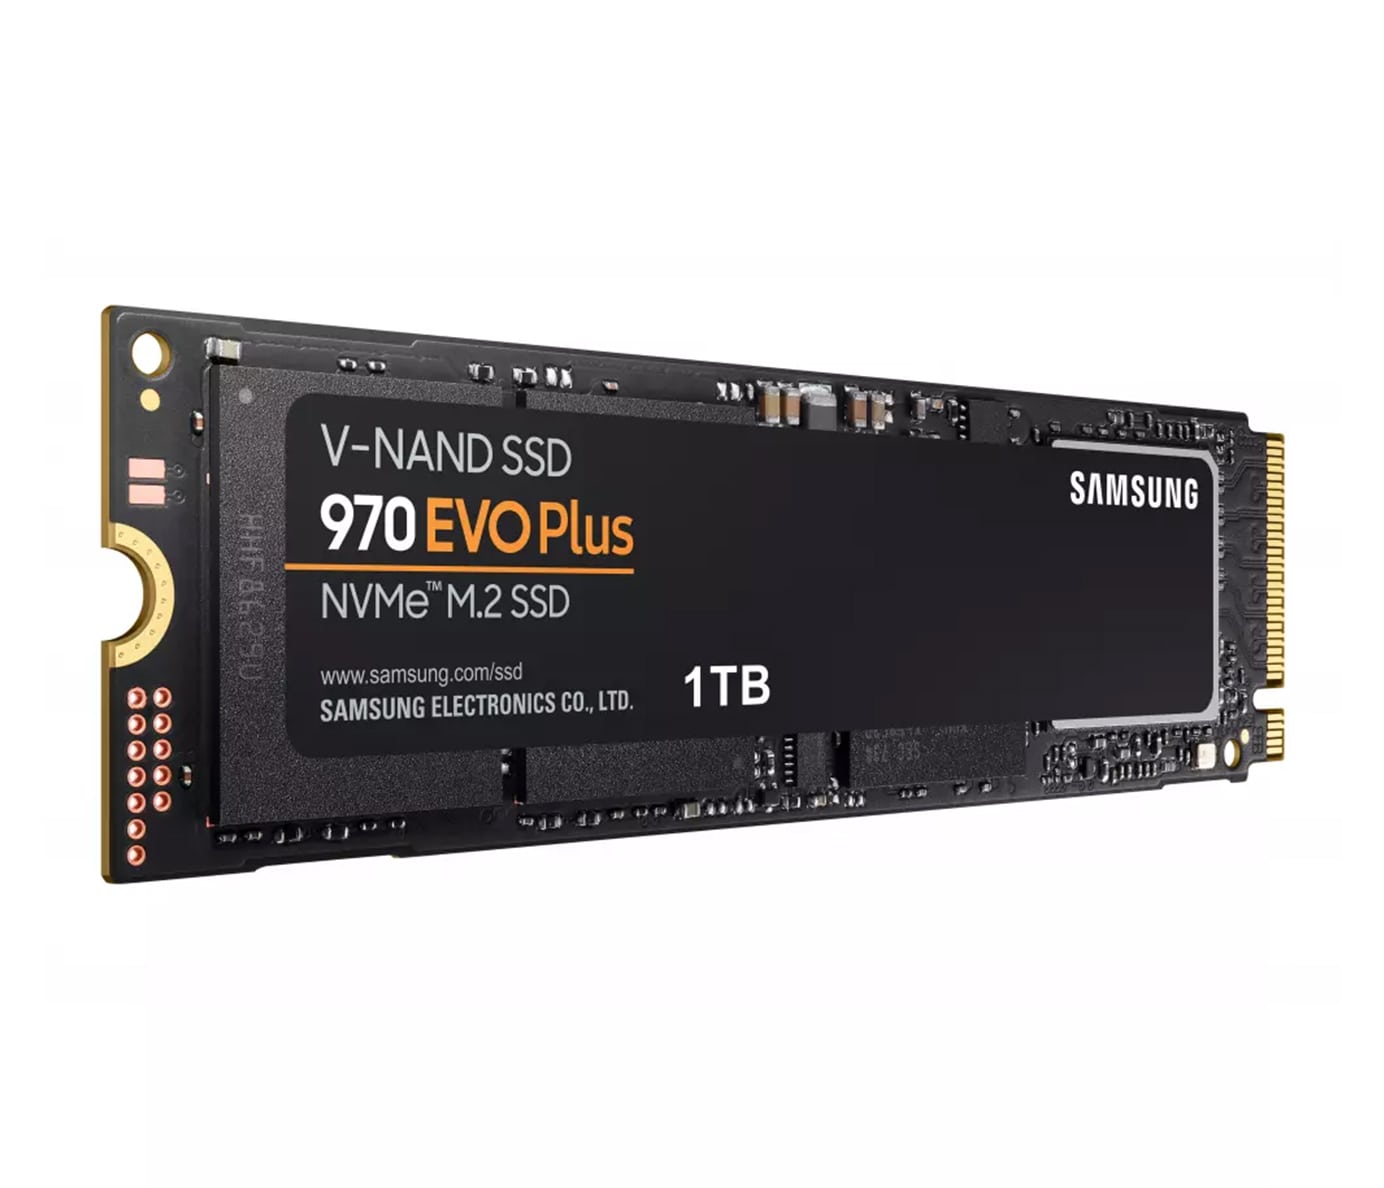 V-NAND SSD
970 EVO Plus
NVMe™ M.2 SSD
www.samsung.com/ssd
SAMSUNG ELECTRONICS CO., LTD.
1TB
SAMSUNG